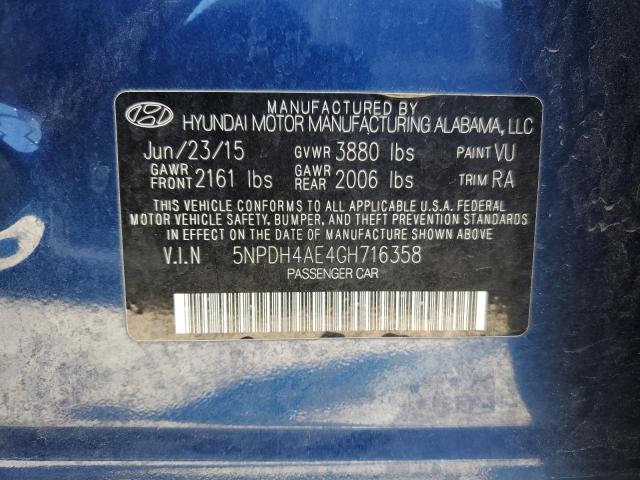 MANUFACTURED BY
HYUNDAI MOTOR MANUFACTURING ALABAMA, LLC
Jun/23/15 GVWR 3880 lbs PAINT VU
GAWR FRONT 2161 lbs GAWR REAR 2006 lbs TRIM RA
THIS VEHICLE CONFORMS TO ALL APPLICABLE U.S.A. FEDERAL
MOTOR VEHICLE SAFETY, BUMPER, AND THEFT PREVENTION STANDARDS
IN EFFECT ON THE DATE OF MANUFACTURE SHOWN ABOVE.
V.I.N 5NPDH4AE4GH716358
PASSENGER CAR